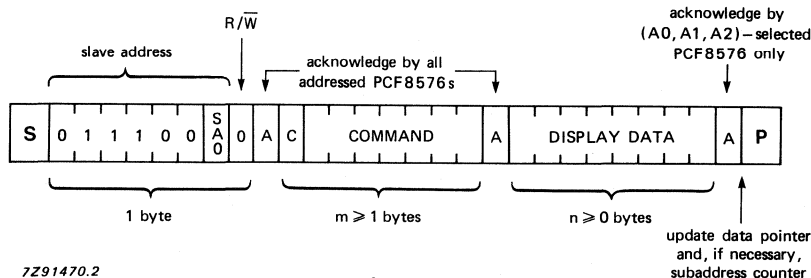 R/W̅
slave address
acknowledge by all
addressed PCF8576s
acknowledge by
(A0, A1, A2)–selected
PCF8576 only
S 0 1 1 1 0 0 SA0 0 A C COMMAND A DISPLAY DATA A P
1 byte
m ⩾ 1 bytes
n ⩾ 0 bytes
update data pointer
and, if necessary,
subaddress counter
7Z91470.2